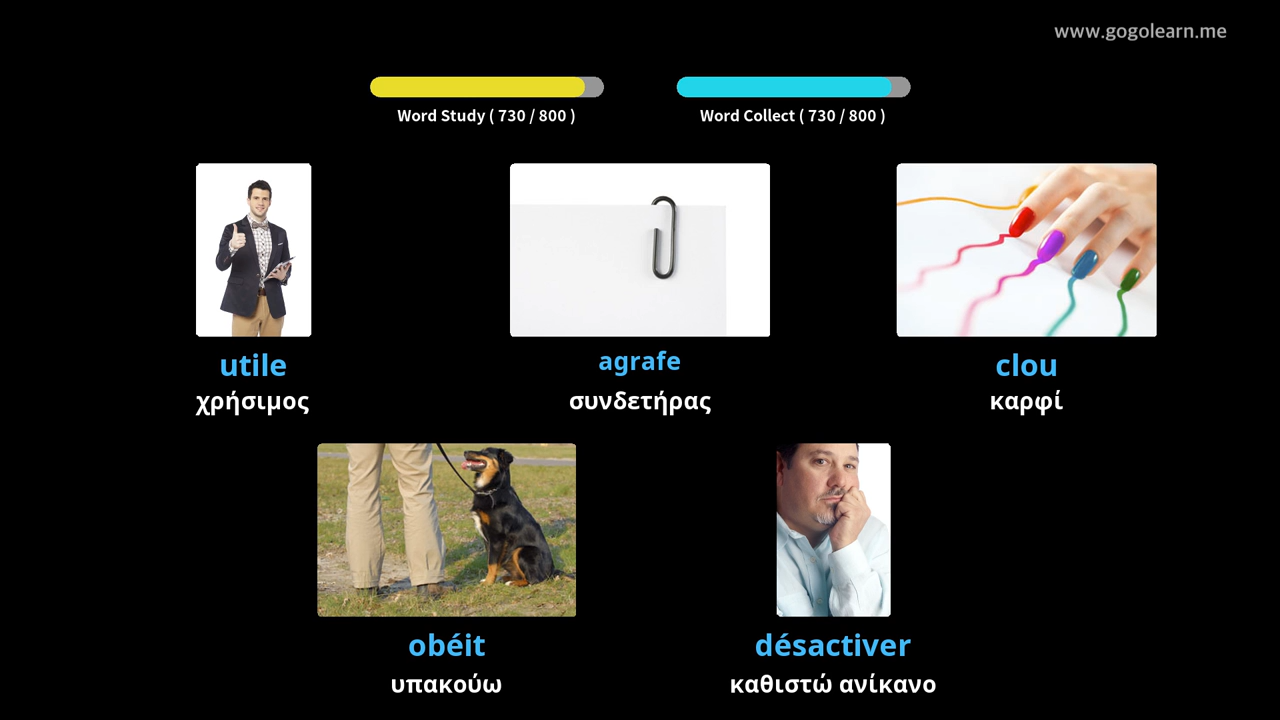 www.gogolearn.me
Word Study ( 730 / 800 )
Word Collect ( 730 / 800 )
utile
χρήσιμος
agrafe
συνδετήρας
clou
καρφί
obéit
υπακούω
désactiver
καθιστώ ανίκανο